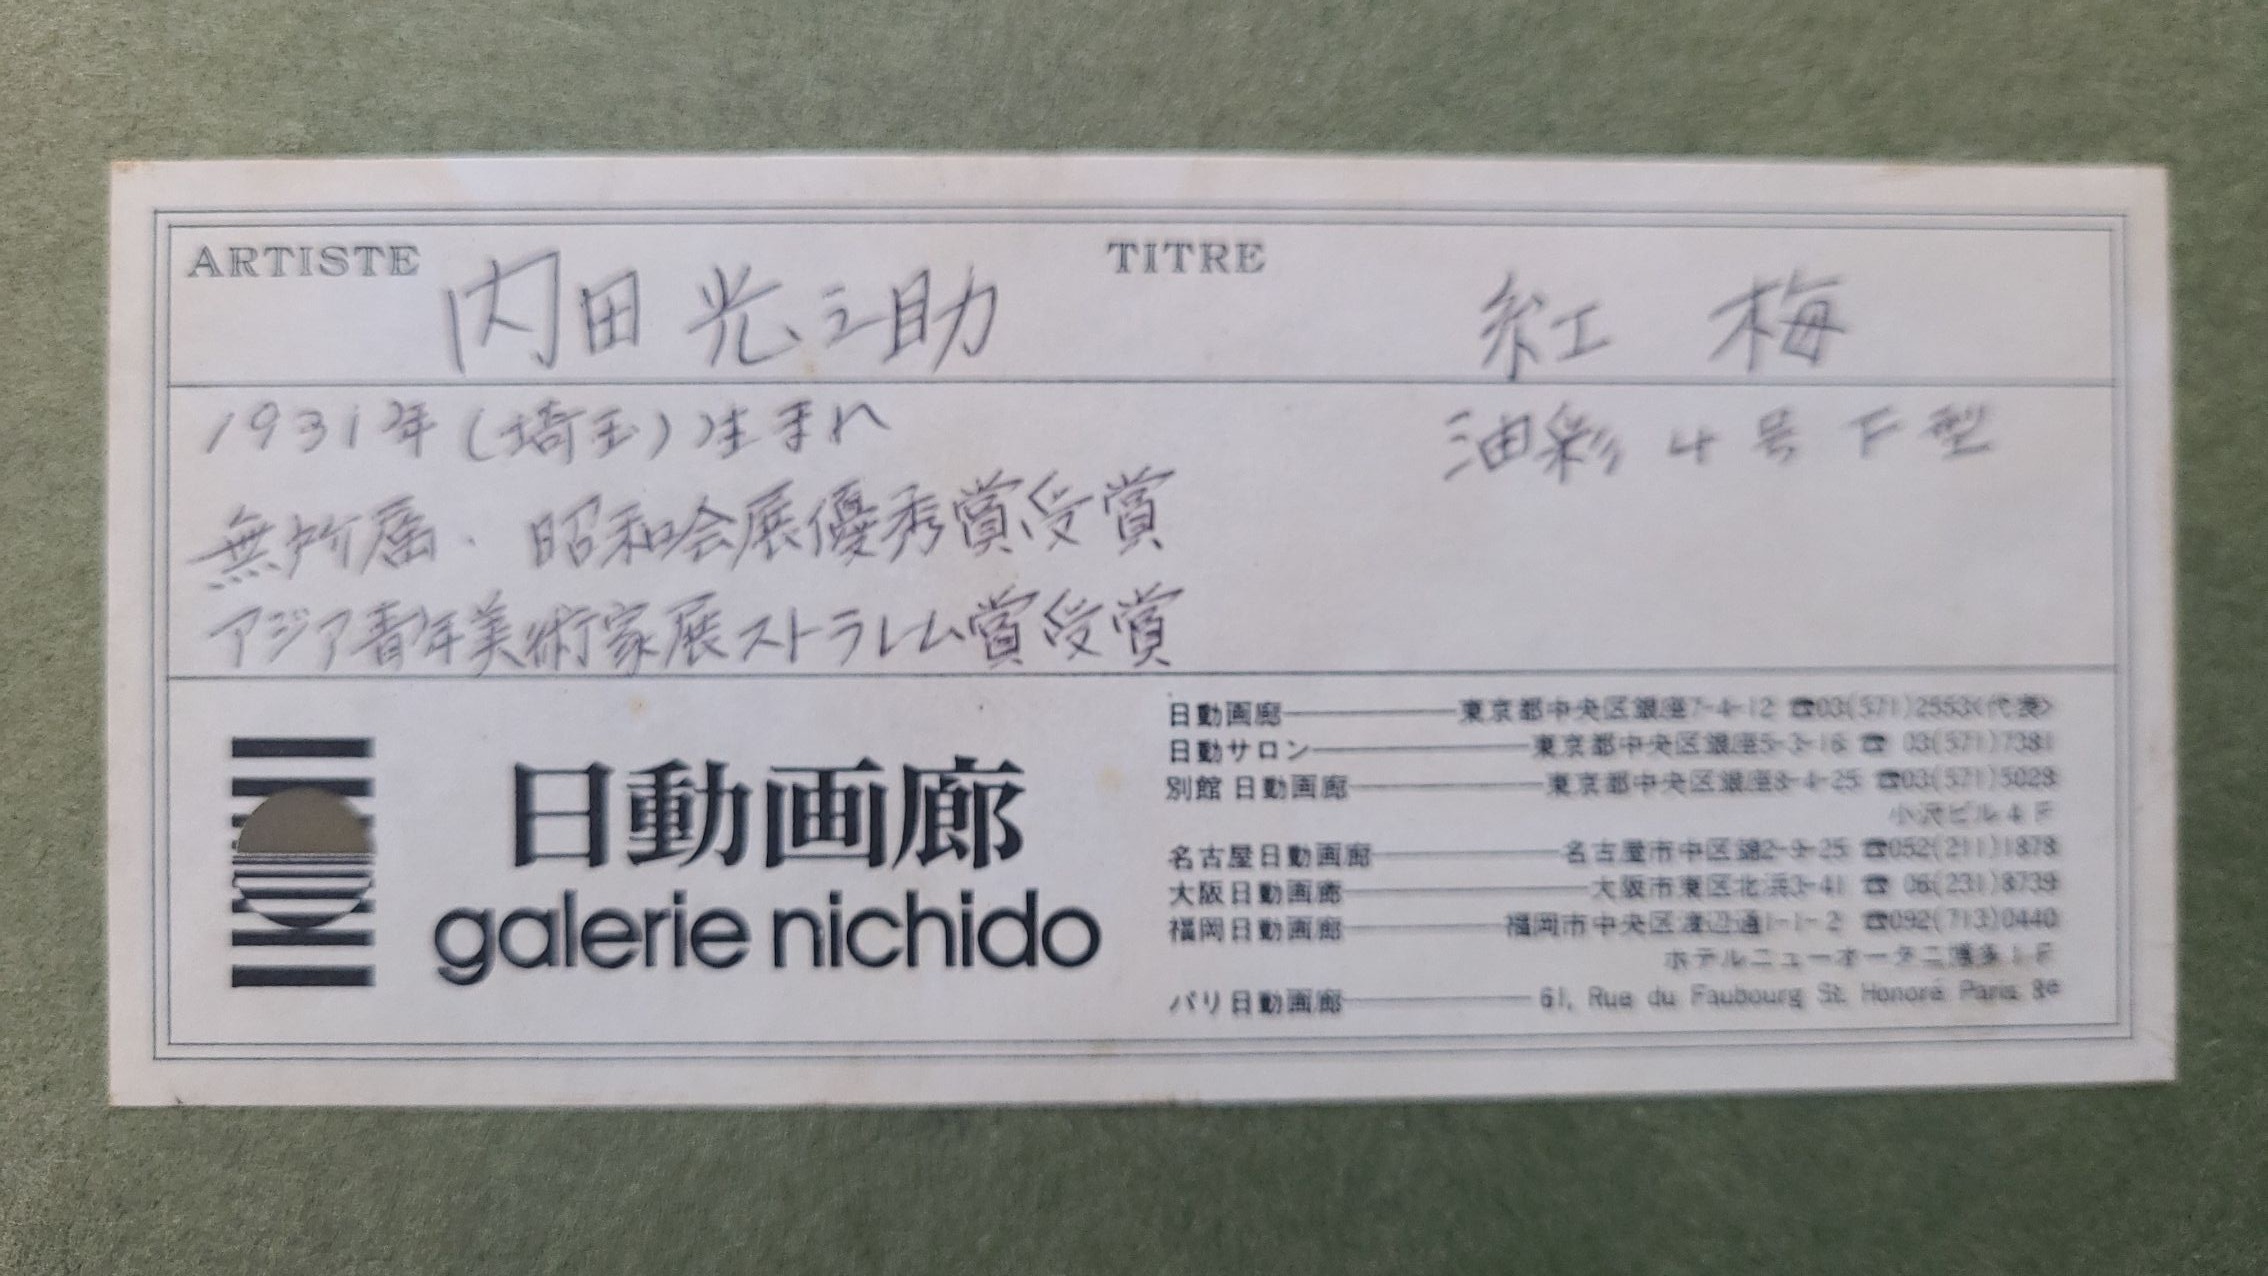 ARTISTE 内田光之助 TITRE 紅梅
1931年(埼玉)生まれ
油彩 4号 F型
無所属. 昭和会展優秀賞受賞
アジア青年美術家展ストラレム賞受賞
日動画廊
galerie nichido
日動画廊 東京都中央区銀座7-4-12 ☎03(571)2553<代表>
日動サロン 東京都中央区銀座5-3-16 ☎ 03(571)7381
別館 日動画廊 東京都中央区銀座8-4-25 ☎03(571)5028
小沢ビル4F
名古屋日動画廊 名古屋市中区錦2-9-25 ☎052(211)1878
大阪日動画廊 大阪市東区北浜3-41 ☎ 06(231)8739
福岡日動画廊 福岡市中央区渡辺通1-1-2 ☎092(713)0440
ホテルニューオータニ博多1F
パリ日動画廊 61, Rue du Faubourg St. Honoré Paris 8e